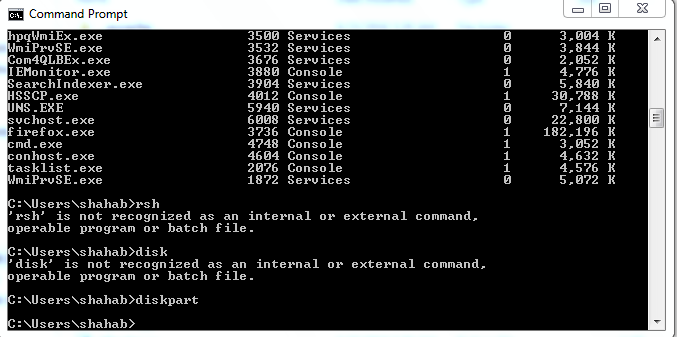 Command Prompt
hpqWmiEx.exe 3500 Services 0 3,004 K
WmiPrvSE.exe 3532 Services 0 3,844 K
Com4QLBEx.exe 3676 Services 0 2,052 K
IEMonitor.exe 3880 Console 1 4,776 K
SearchIndexer.exe 3904 Services 0 5,840 K
HSSCP.exe 4012 Console 1 30,788 K
UNS.EXE 5940 Services 0 7,144 K
svchost.exe 6008 Services 0 22,800 K
firefox.exe 3736 Console 1 182,196 K
cmd.exe 4748 Console 1 3,052 K
conhost.exe 4604 Console 1 4,632 K
tasklist.exe 2076 Console 1 4,576 K
WmiPrvSE.exe 1872 Services 0 5,072 K
C:\Users\shahab>rsh
'rsh' is not recognized as an internal or external command,
operable program or batch file.
C:\Users\shahab>disk
'disk' is not recognized as an internal or external command,
operable program or batch file.
C:\Users\shahab>diskpart
C:\Users\shahab>